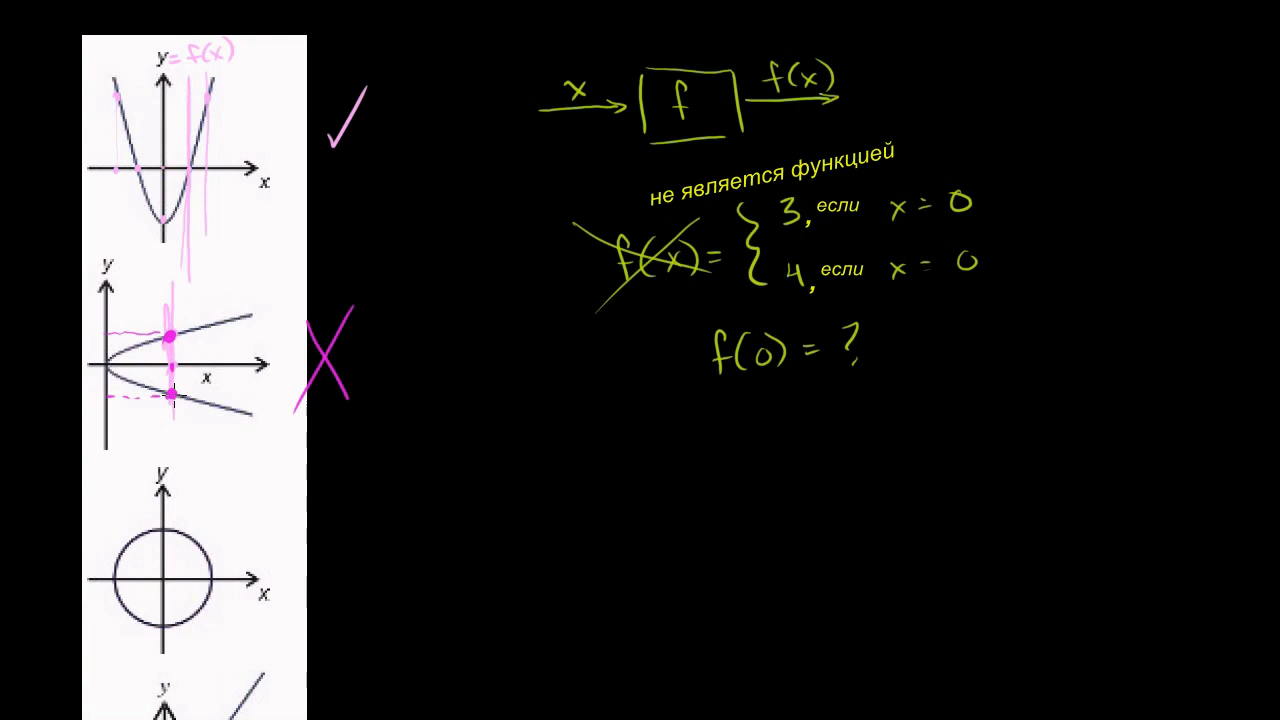 y = f(x)
x
y
x
y
x
y
x f f(x)
не является функцией
f(x) = { 3, если x = 0
4, если x = 0
f(0) = ?